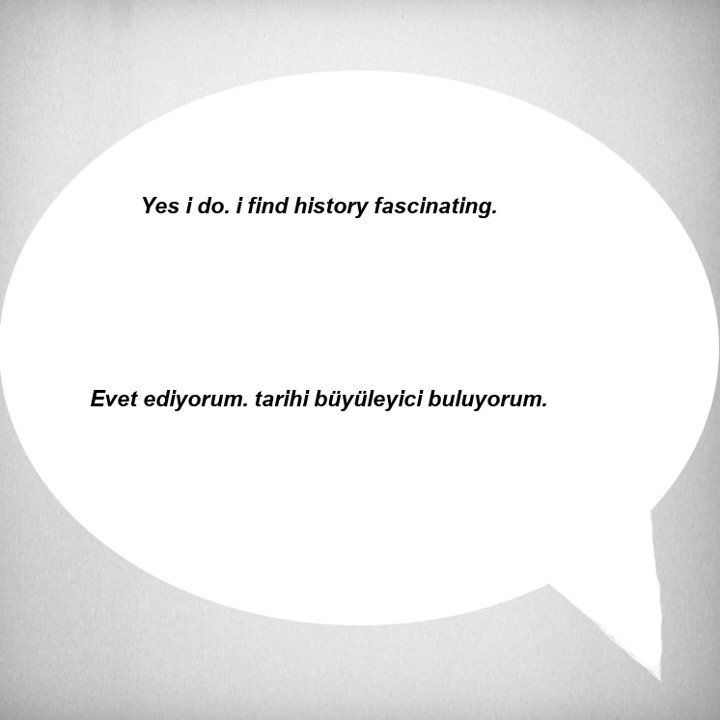 Yes i do. i find history fascinating.
Evet ediyorum. tarihi büyüleyici buluyorum.